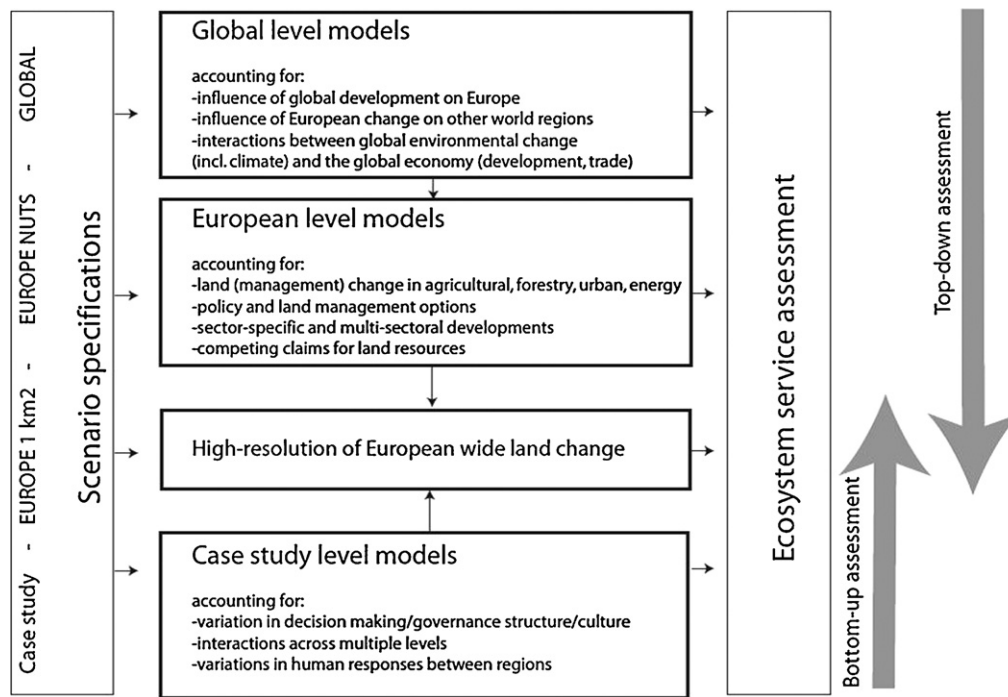 Case study - EUROPE 1 km2 - EUROPE NUTS - GLOBAL
Scenario specifications
Global level models
accounting for:
-influence of global development on Europe
-influence of European change on other world regions
-interactions between global environmental change
(incl. climate) and the global economy (development, trade)
European level models
accounting for:
-land (management) change in agricultural, forestry, urban, energy
-policy and land management options
-sector-specific and multi-sectoral developments
-competing claims for land resources
High-resolution of European wide land change
Case study level models
accounting for:
-variation in decision making/governance structure/culture
-interactions across multiple levels
-variations in human responses between regions
Ecosystem service assessment
Bottom-up assessment
Top-down assessment